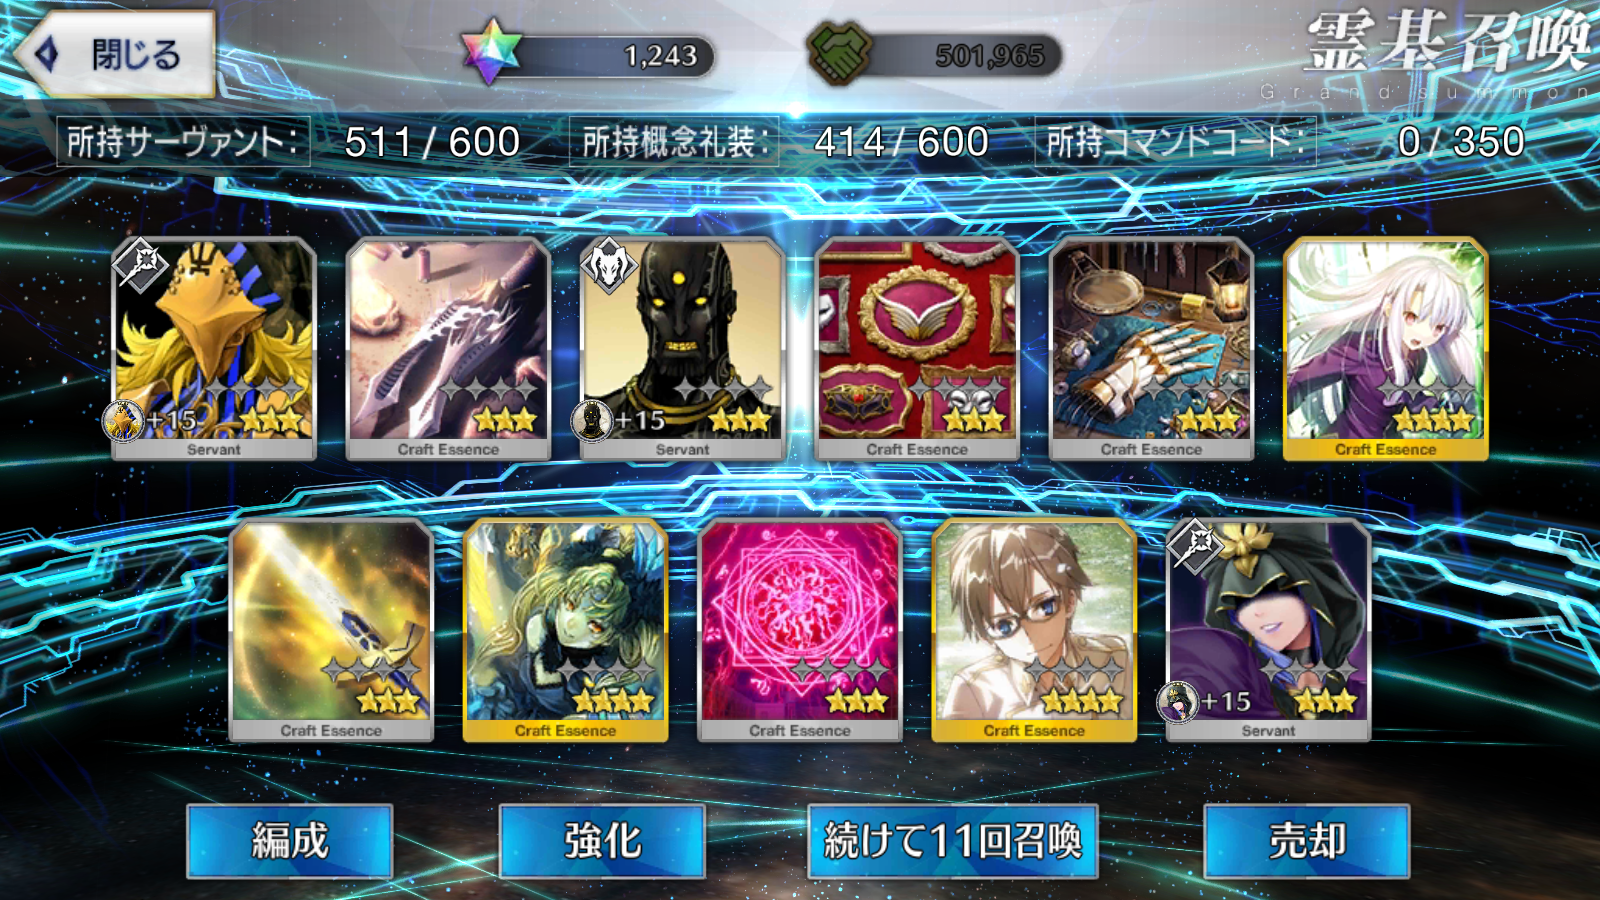 閉じる
1,243
501,965
霊基召喚
Grand summon
所持サーヴァント:
511 / 600
所持概念礼装:
414 / 600
所持コマンドコード:
0 / 350
+15
Servant
Craft Essence
+15
Servant
Craft Essence
Craft Essence
Craft Essence
Craft Essence
Craft Essence
Craft Essence
Craft Essence
+15
Servant
編成
強化
続けて11回召喚
売却